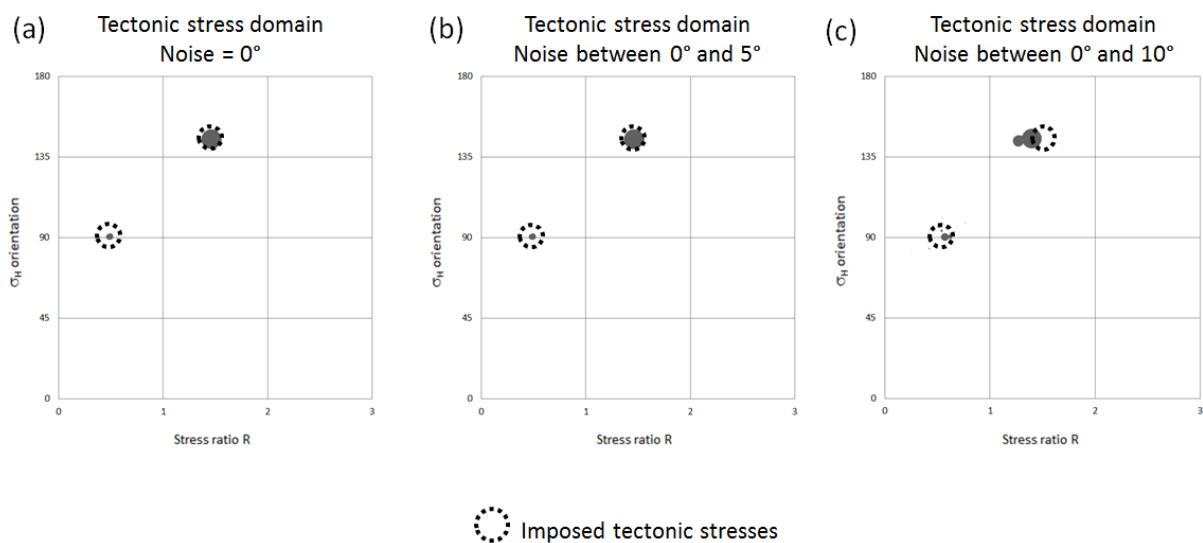 (a)
Tectonic stress domain
Noise = 0°
180
135
90
45
0
σH orientation
0 1 2 3
Stress ratio R
(b)
Tectonic stress domain
Noise between 0° and 5°
180
135
90
45
0
σH orientation
0 1 2 3
Stress ratio R
(c)
Tectonic stress domain
Noise between 0° and 10°
180
135
90
45
0
σH orientation
0 1 2 3
Stress ratio R
Imposed tectonic stresses